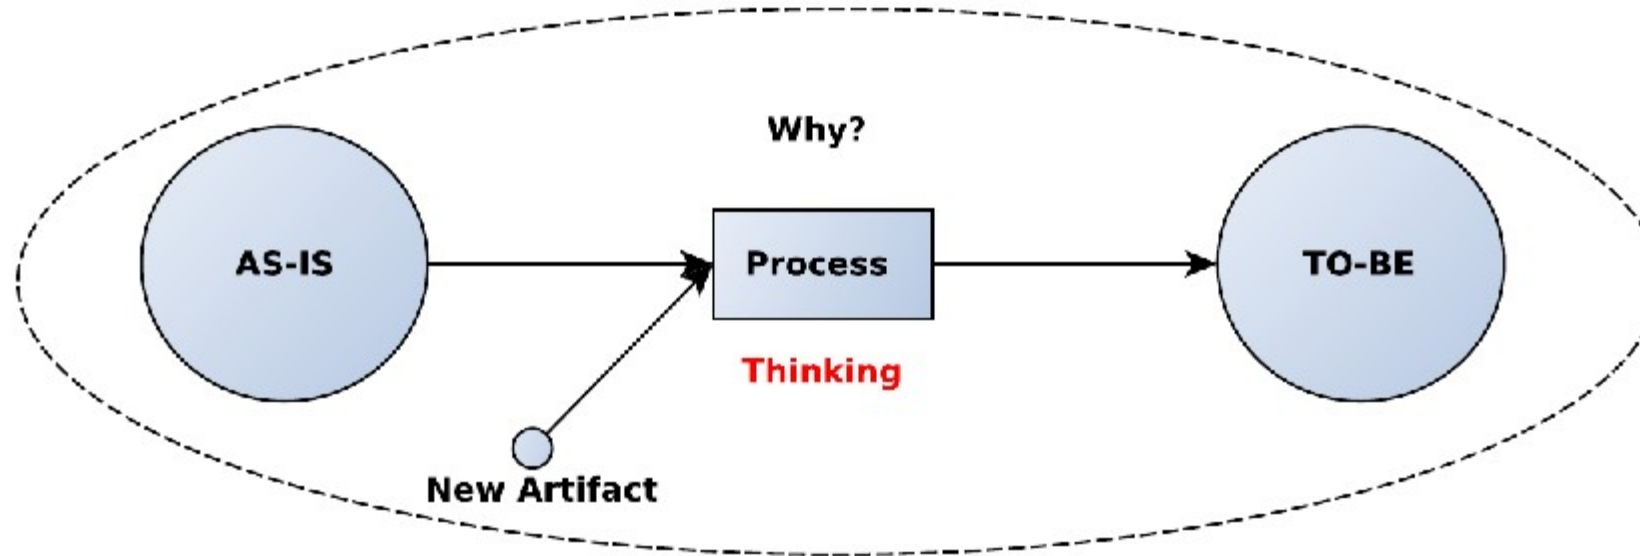 Why?
AS-IS
Process
TO-BE
Thinking
New Artifact